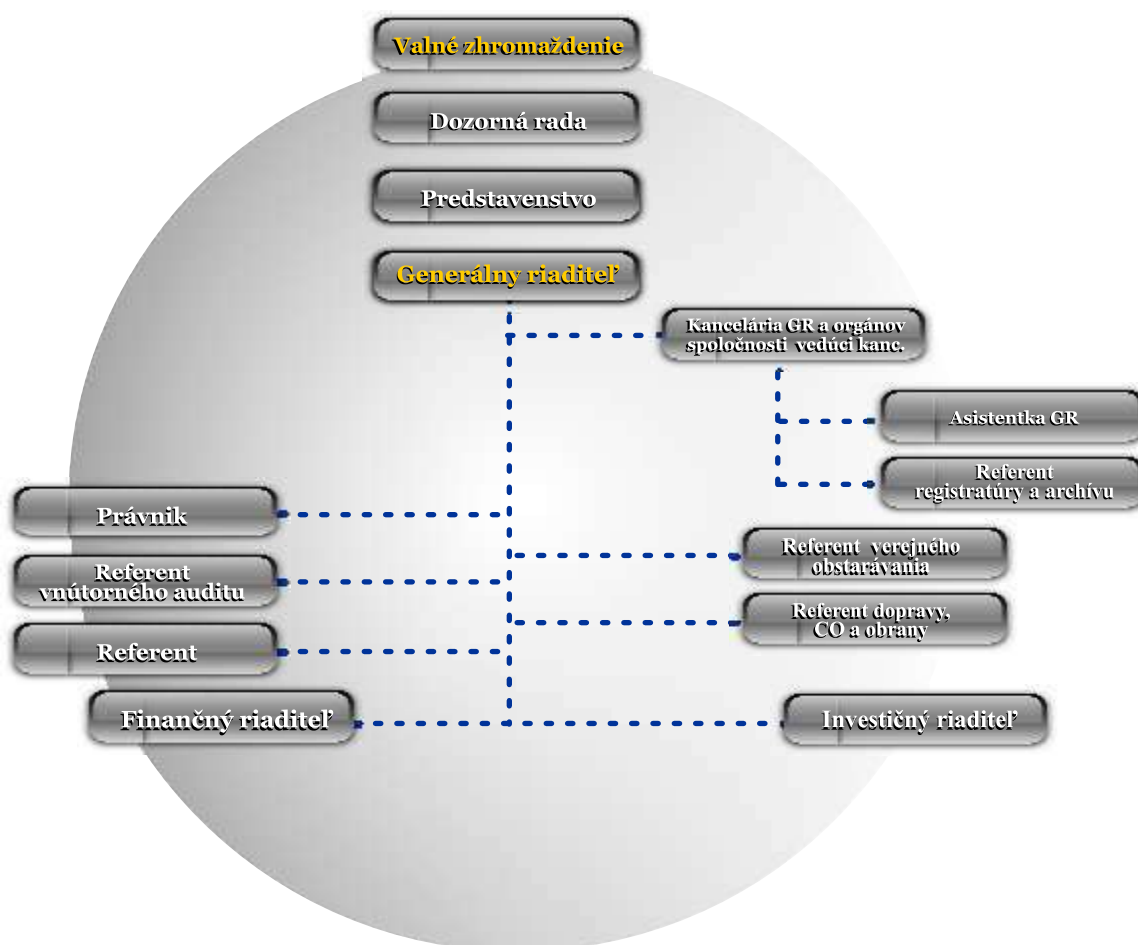 Valné zhromaždenie
Dozorná rada
Predstavenstvo
Generálny riaditeľ
Kancelária GR a orgánov
spoločnosti vedúci kanc.
Asistentka GR
Referent
registratúry a archívu
Právnik
Referent verejného
obstarávania
Referent
vnútorného auditu
Referent dopravy,
CO a obrany
Referent
Finančný riaditeľ
Investičný riaditeľ